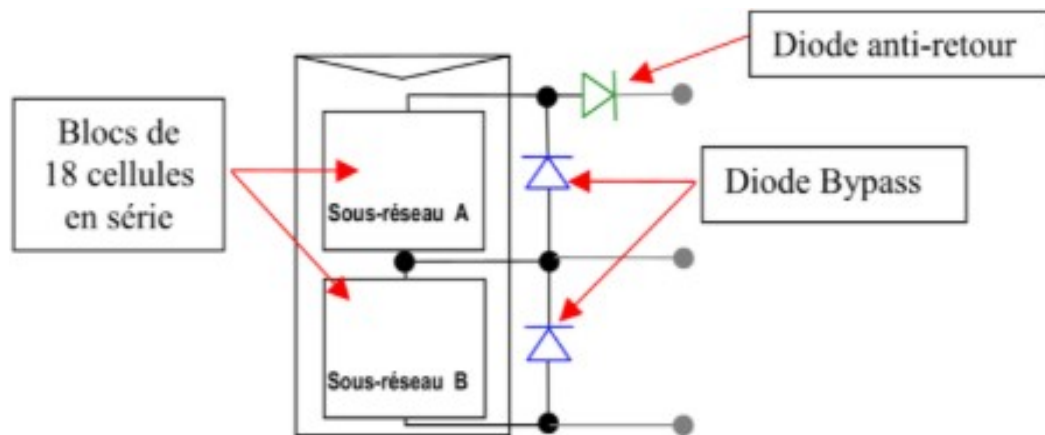 Diode anti-retour
Blocs de
18 cellules
en série
Diode Bypass
Sous-réseau A
Sous-réseau B